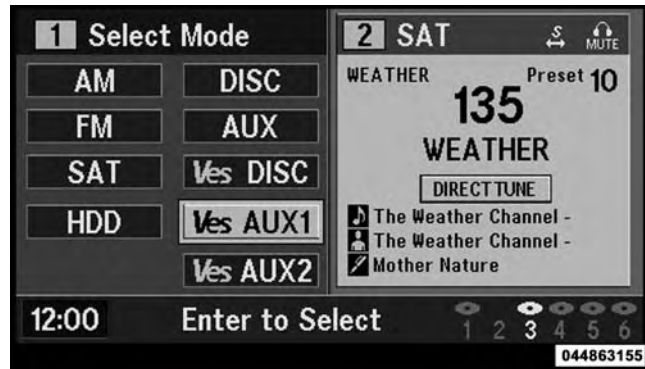 1 Select Mode
AM DISC
FM AUX
SAT Ves DISC
HDD Ves AUX1
Ves AUX2
2 SAT S MUTE
WEATHER Preset 10
135
WEATHER
DIRECT TUNE
The Weather Channel -
The Weather Channel -
Mother Nature
12:00 Enter to Select 1 2 3 4 5 6
044863155